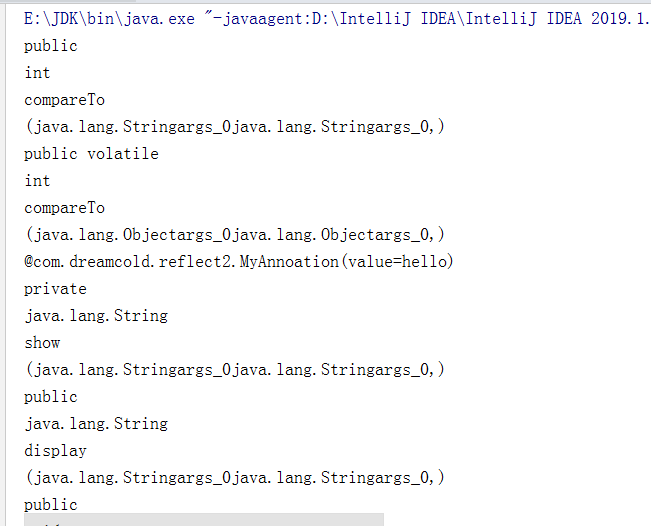 E:\JDK\bin\java.exe "-javaagent:D:\IntelliJ IDEA\IntelliJ IDEA 2019.1.
public
int
compareTo
(java.lang.Stringargs_0java.lang.Stringargs_0,)
public volatile
int
compareTo
(java.lang.Objectargs_0java.lang.Objectargs_0,)
@com.dreamcold.reflect2.MyAnnoation(value=hello)
private
java.lang.String
show
(java.lang.Stringargs_0java.lang.Stringargs_0,)
public
java.lang.String
display
(java.lang.Stringargs_0java.lang.Stringargs_0,)
public